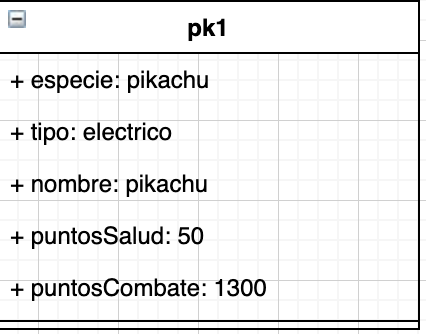 pk1
+ especie: pikachu
+ tipo: electrico
+ nombre: pikachu
+ puntosSalud: 50
+ puntosCombate: 1300